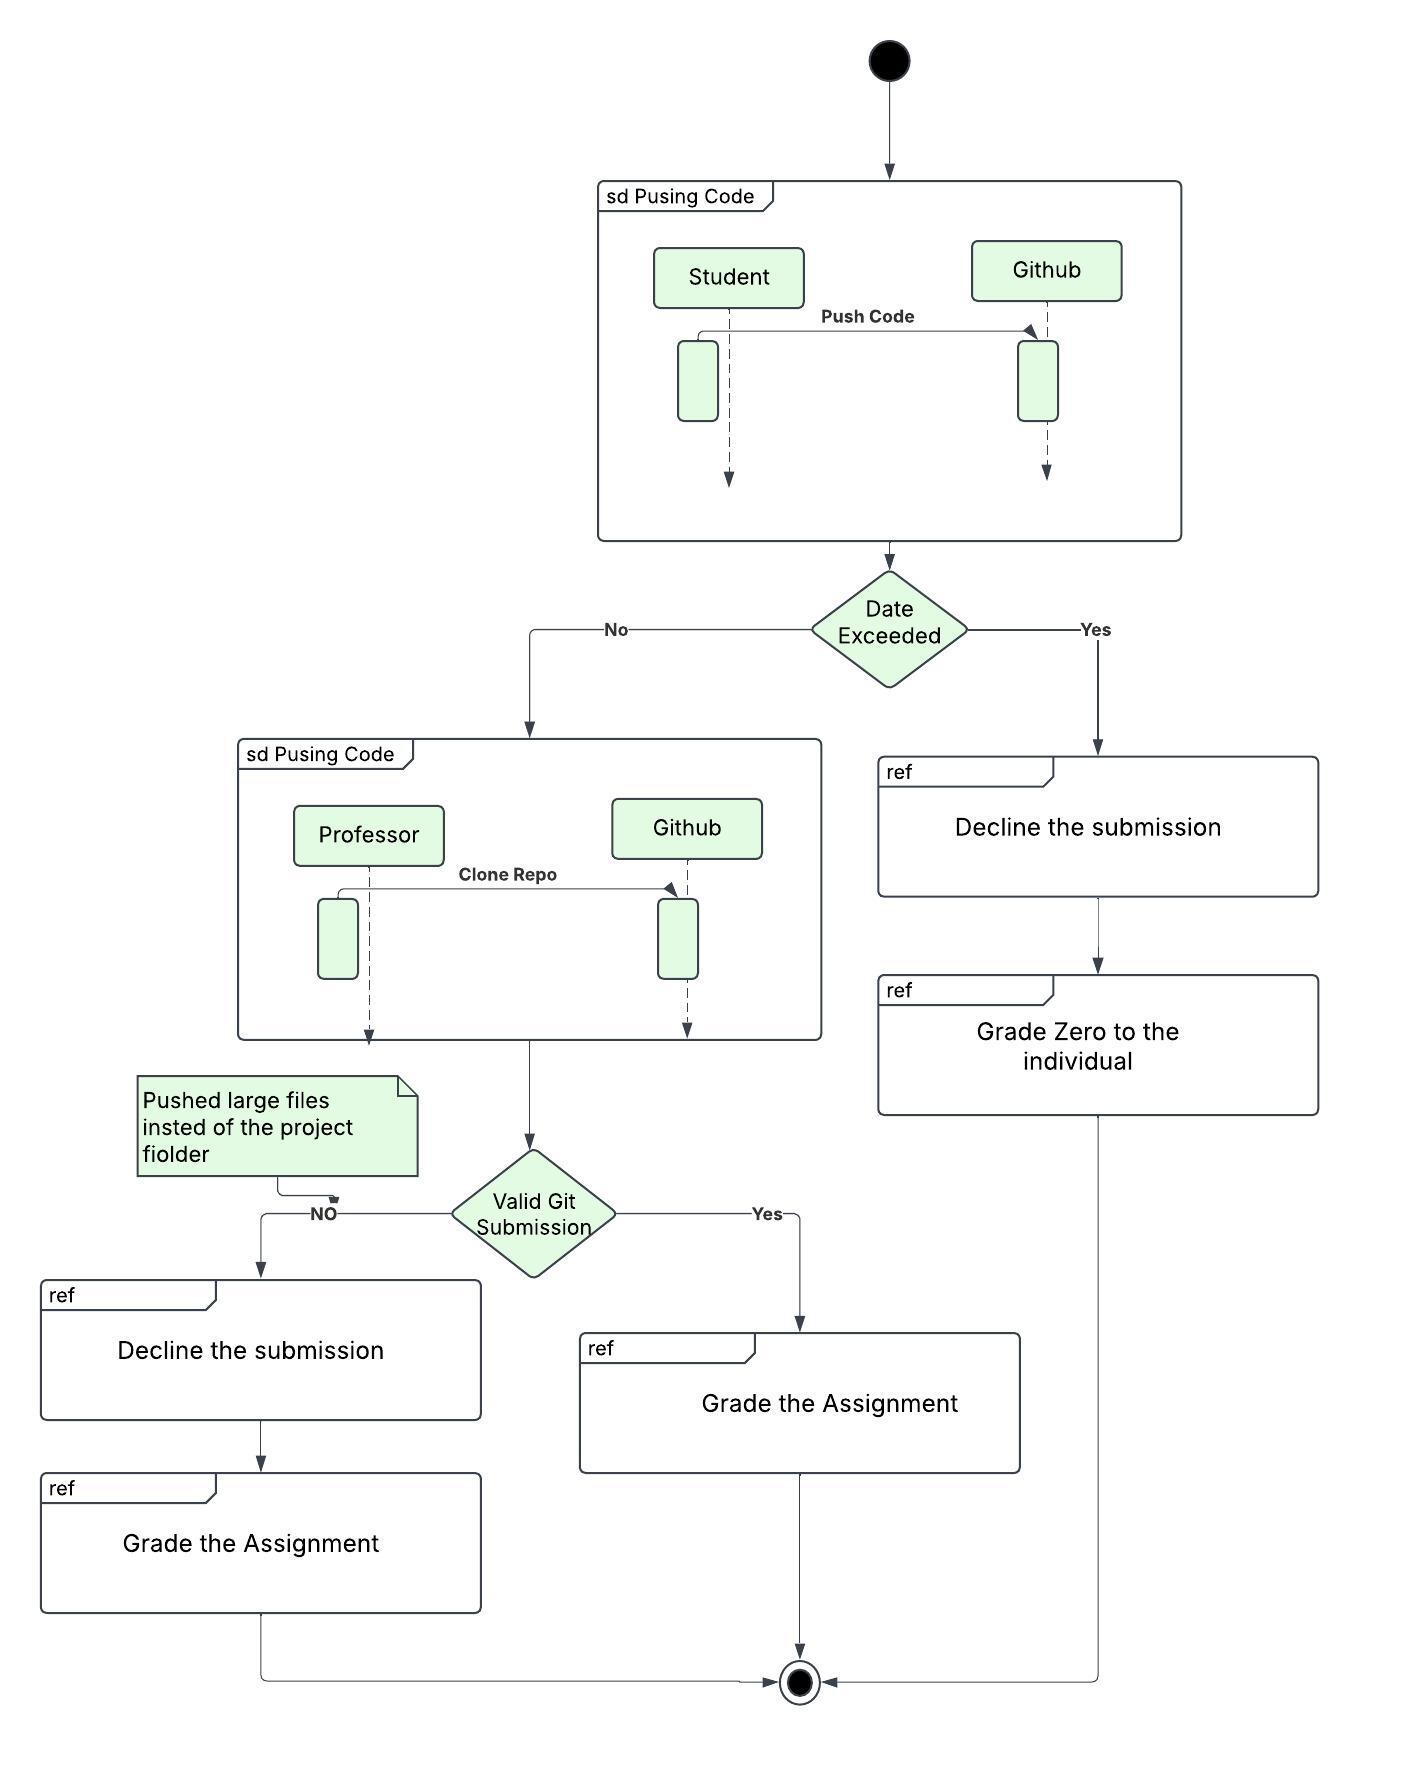 sd Pusing Code
Student
Github
Push Code
Date
Exceeded
No
Yes
sd Pusing Code
Professor
Github
Clone Repo
ref
Decline the submission
ref
Grade Zero to the
individual
Pushed large files
insted of the project
fiolder
Valid Git
Submission
NO
Yes
ref
Decline the submission
ref
Grade the Assignment
ref
Grade the Assignment